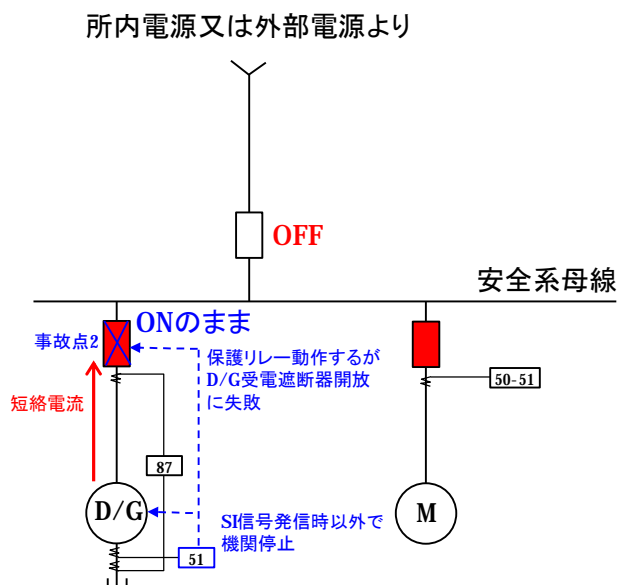 所内電源又は外部電源より
OFF
安全系母線
ONのまま
事故点2
保護リレー動作するが
D/G受電遮断器開放
に失敗
短絡電流
50-51
87
D/G
M
SI信号発信時以外で
機関停止
51